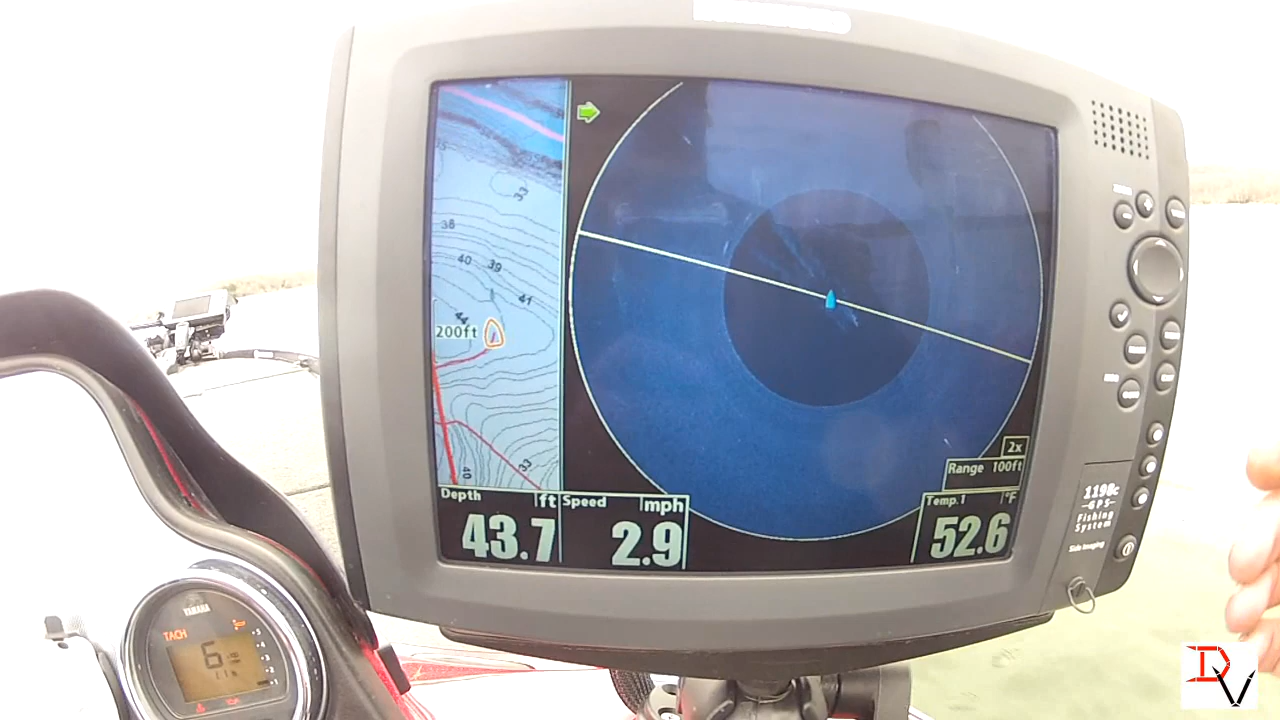 33
38
40
39
41
44
200ft
40
33
2x
Range 100ft
Depth ft
43.7
Speed mph
2.9
Temp.1 °F
52.6
1198c
GPS
Fishing
System
Side Imaging
YAMAHA
TACH
6
DV